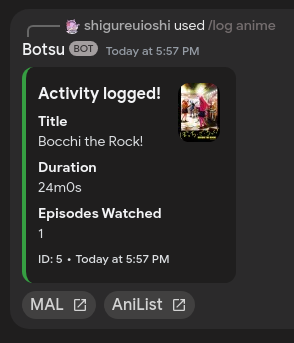 shigureuioshi used /log anime
Botsu BOT Today at 5:57 PM
Activity logged!
Title
Bocchi the Rock!
Duration
24m0s
Episodes Watched
1
ID: 5 • Today at 5:57 PM
MAL AniList